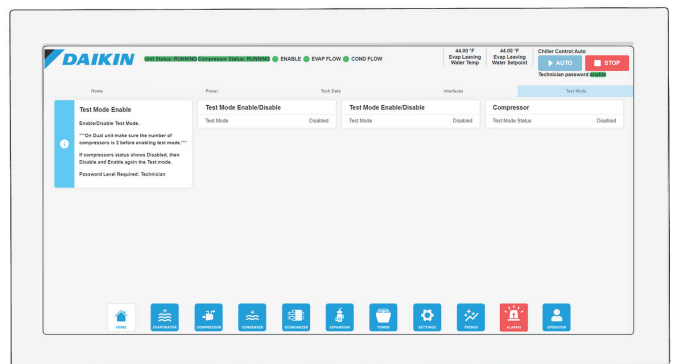 DAIKIN
Unit Status: RUNNING Compressor Status: RUNNING ENABLE EVAP FLOW COND FLOW
44.00 °F
Evap Leaving
Water Temp
44.00 °F
Evap Leaving
Water Setpoint
Chiller Control:Auto
AUTO
STOP
Technician password:enable
Home Power Tech Data Interfaces Test Mode
Test Mode Enable
Enable/Disable Test Mode.
***On Dual unit make sure the number of
compressors is 2 before enabling test mode.***
If compressors status shows Disabled, then
Disable and Enable again the Test mode.
Password Level Required: Technician
Test Mode Enable/Disable
Test Mode Disabled
Test Mode Enable/Disable
Test Mode Disabled
Compressor
Test Mode Status Disabled
HOME EVAPORATOR COMPRESSOR CONDENSER ECONOMIZER EXPANSION POWER SETTINGS TRENDS ALARMS OPERATOR